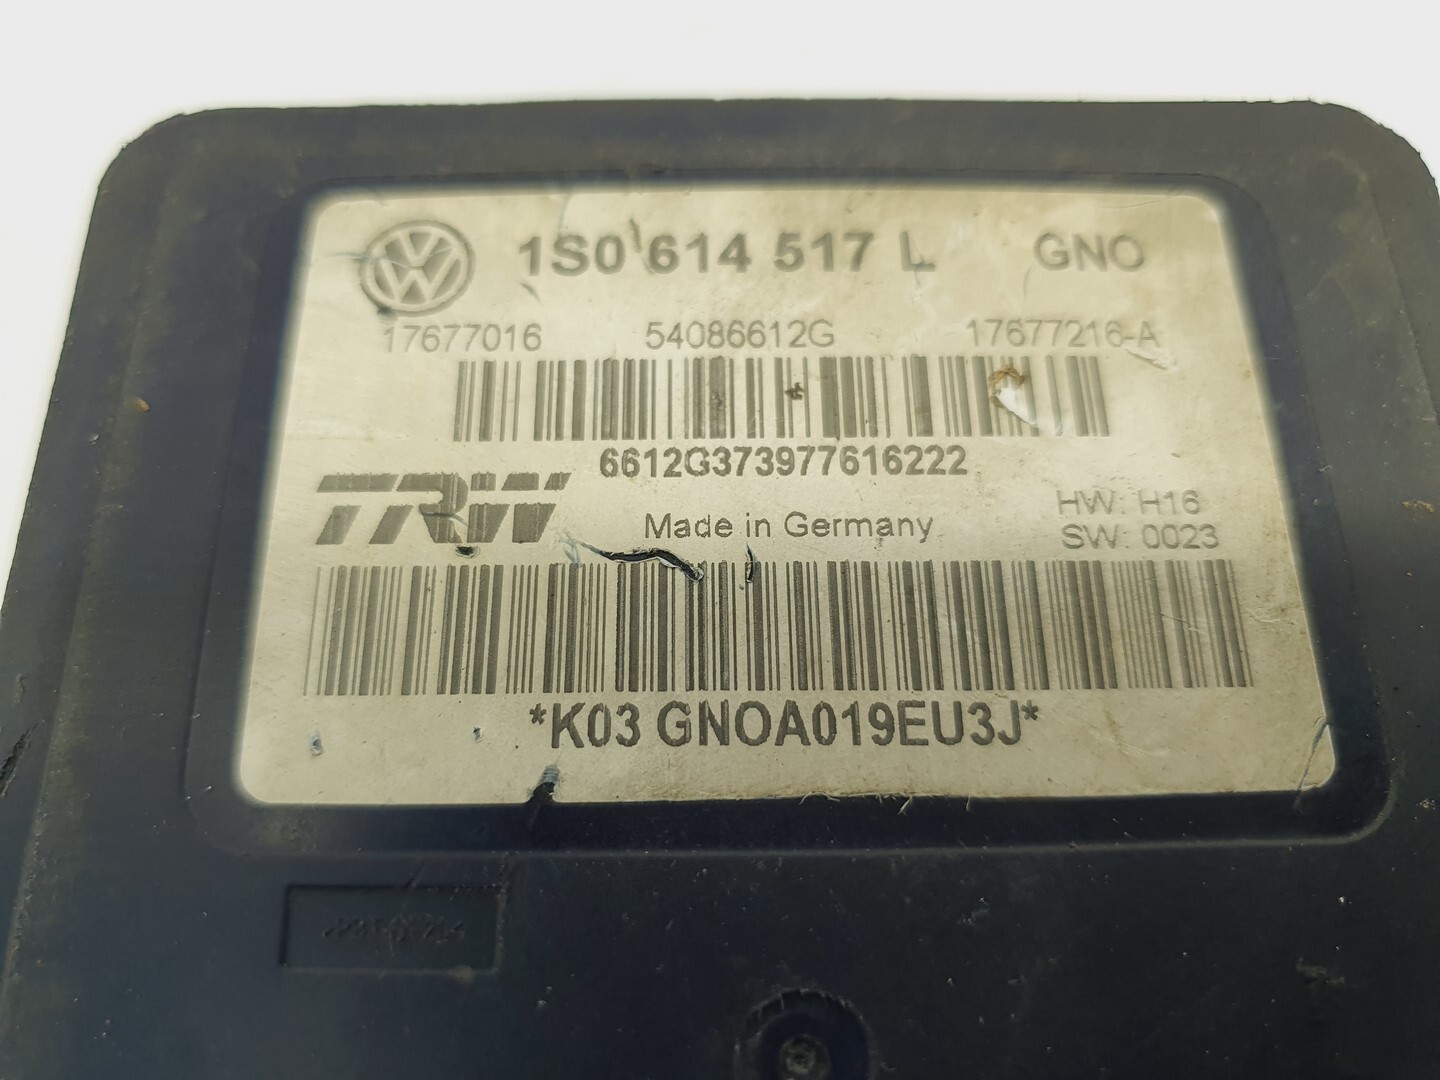 1S0 614 517 L GNO
17677016 54086612G 17677216-A
6612G373977616222
TRW
Made in Germany
HW: H16
SW: 0023
*K03 GNOA019EU3J*